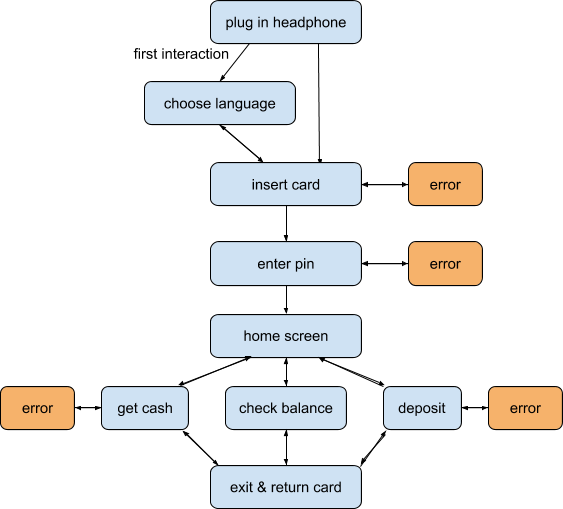 plug in headphone
first interaction
choose language
insert card
error
enter pin
error
home screen
error
get cash
check balance
deposit
error
exit & return card